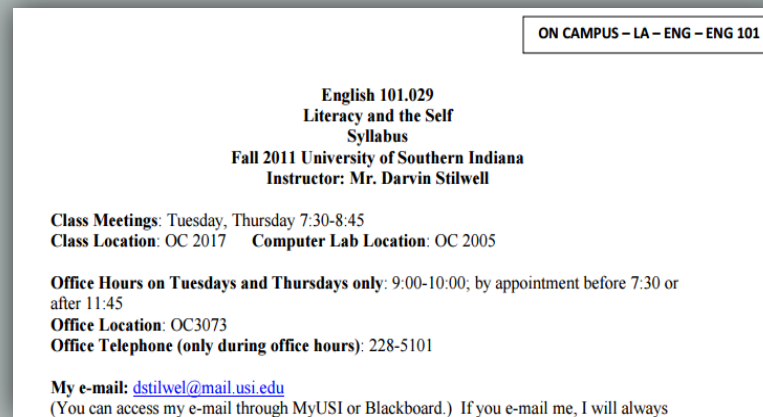 ON CAMPUS – LA – ENG – ENG 101
English 101.029
Literacy and the Self
Syllabus
Fall 2011 University of Southern Indiana
Instructor: Mr. Darvin Stilwell
Class Meetings: Tuesday, Thursday 7:30-8:45
Class Location: OC 2017 Computer Lab Location: OC 2005
Office Hours on Tuesdays and Thursdays only: 9:00-10:00; by appointment before 7:30 or
after 11:45
Office Location: OC3073
Office Telephone (only during office hours): 228-5101
My e-mail: dstilwel@mail.usi.edu
(You can access my e-mail through MyUSI or Blackboard.) If you e-mail me, I will always